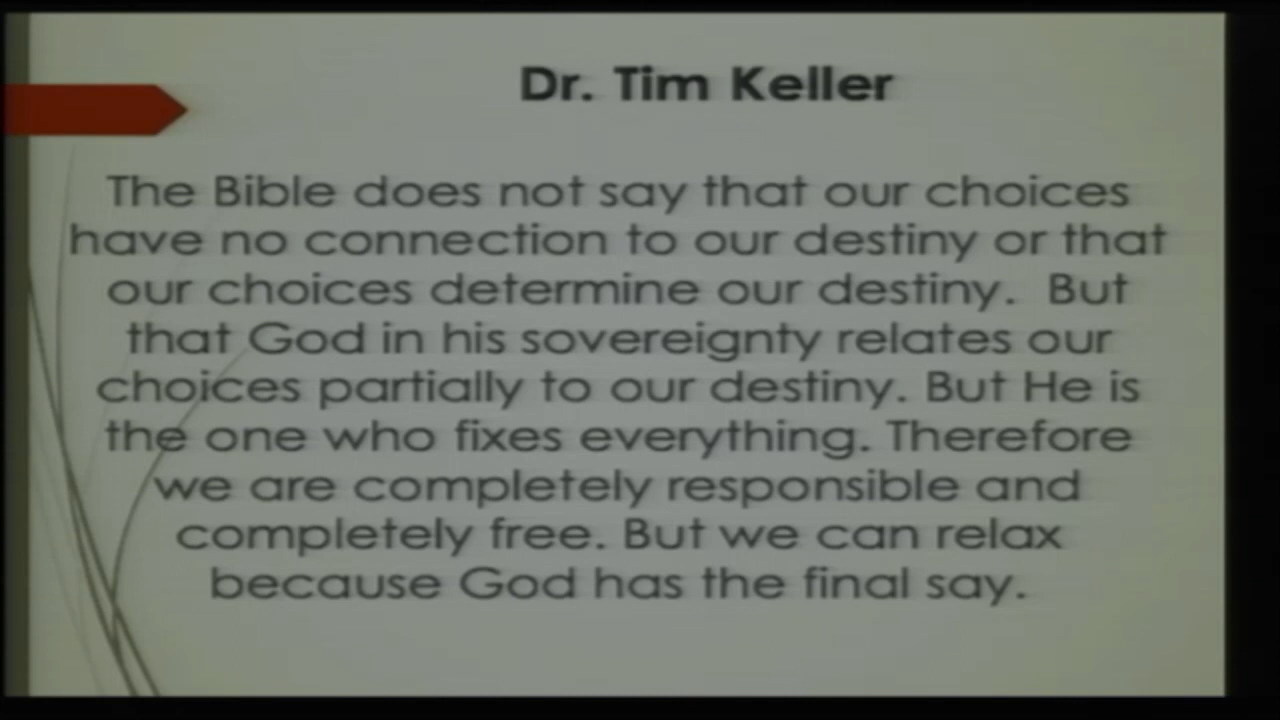 Dr. Tim Keller
The Bible does not say that our choices
have no connection to our destiny or that
our choices determine our destiny.  But
that God in his sovereignty relates our
choices partially to our destiny. But He is
the one who fixes everything. Therefore
we are completely responsible and
completely free. But we can relax
because God has the final say.